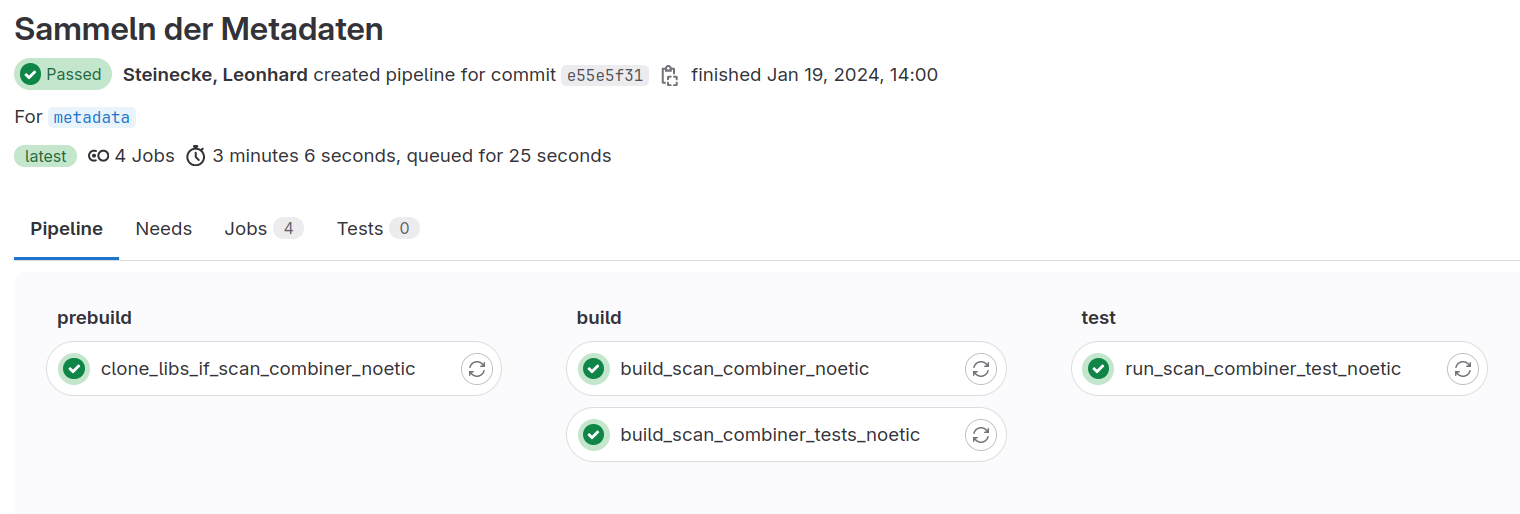 Sammeln der Metadaten
Passed Steinecke, Leonhard created pipeline for commit e55e5f31 finished Jan 19, 2024, 14:00
For metadata
latest 4 Jobs 3 minutes 6 seconds, queued for 25 seconds
Pipeline Needs Jobs 4 Tests 0
prebuild build test
clone_libs_if_scan_combiner_noetic build_scan_combiner_noetic run_scan_combiner_test_noetic
build_scan_combiner_tests_noetic